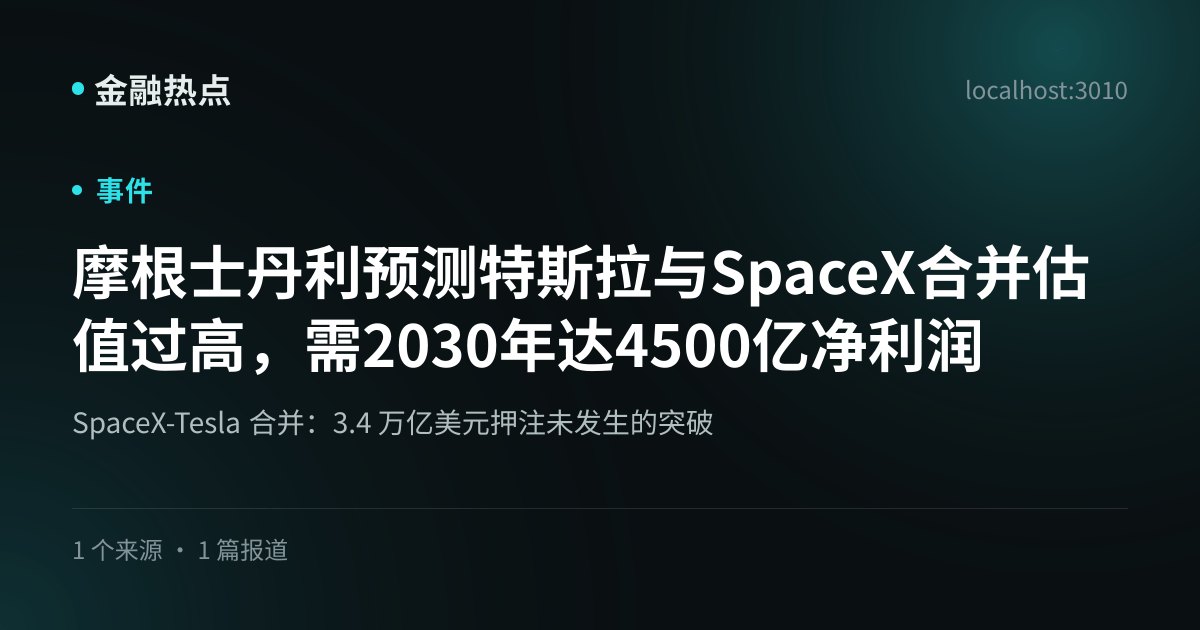 金融热点
localhost:3010
事件
摩根士丹利预测特斯拉与SpaceX合并估
值过高，需2030年达4500亿净利润
SpaceX-Tesla 合并：3.4 万亿美元押注未发生的突破
1 个来源 · 1 篇报道